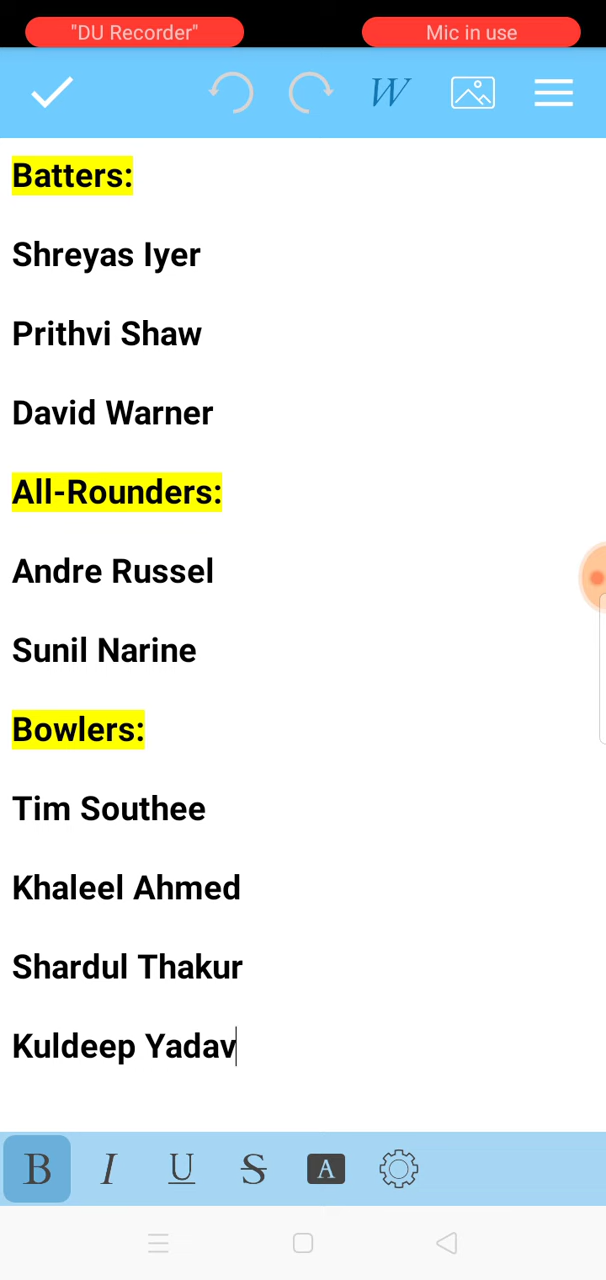 "DU Recorder" Mic in use
W
Batters:
Shreyas Iyer
Prithvi Shaw
David Warner
All-Rounders:
Andre Russel
Sunil Narine
Bowlers:
Tim Southee
Khaleel Ahmed
Shardul Thakur
Kuldeep Yadav
B I U S A